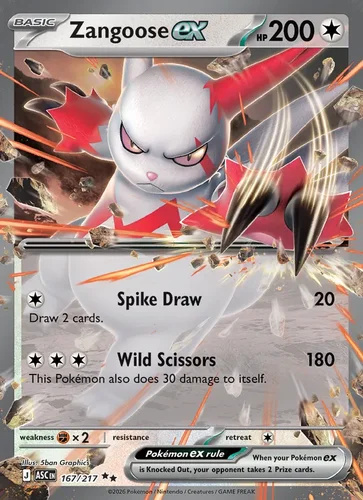 BASIC Zangoose ex HP 200
Spike Draw 20
Draw 2 cards.
Wild Scissors 180
This Pokémon also does 30 damage to itself.
weakness ×2 resistance retreat
Pokémon ex rule When your Pokémon ex
is Knocked Out, your opponent takes 2 Prize cards.
Illus. 5ban Graphics
J ASC EN 167/217 ★★
©2026 Pokémon / Nintendo / Creatures / GAME FREAK